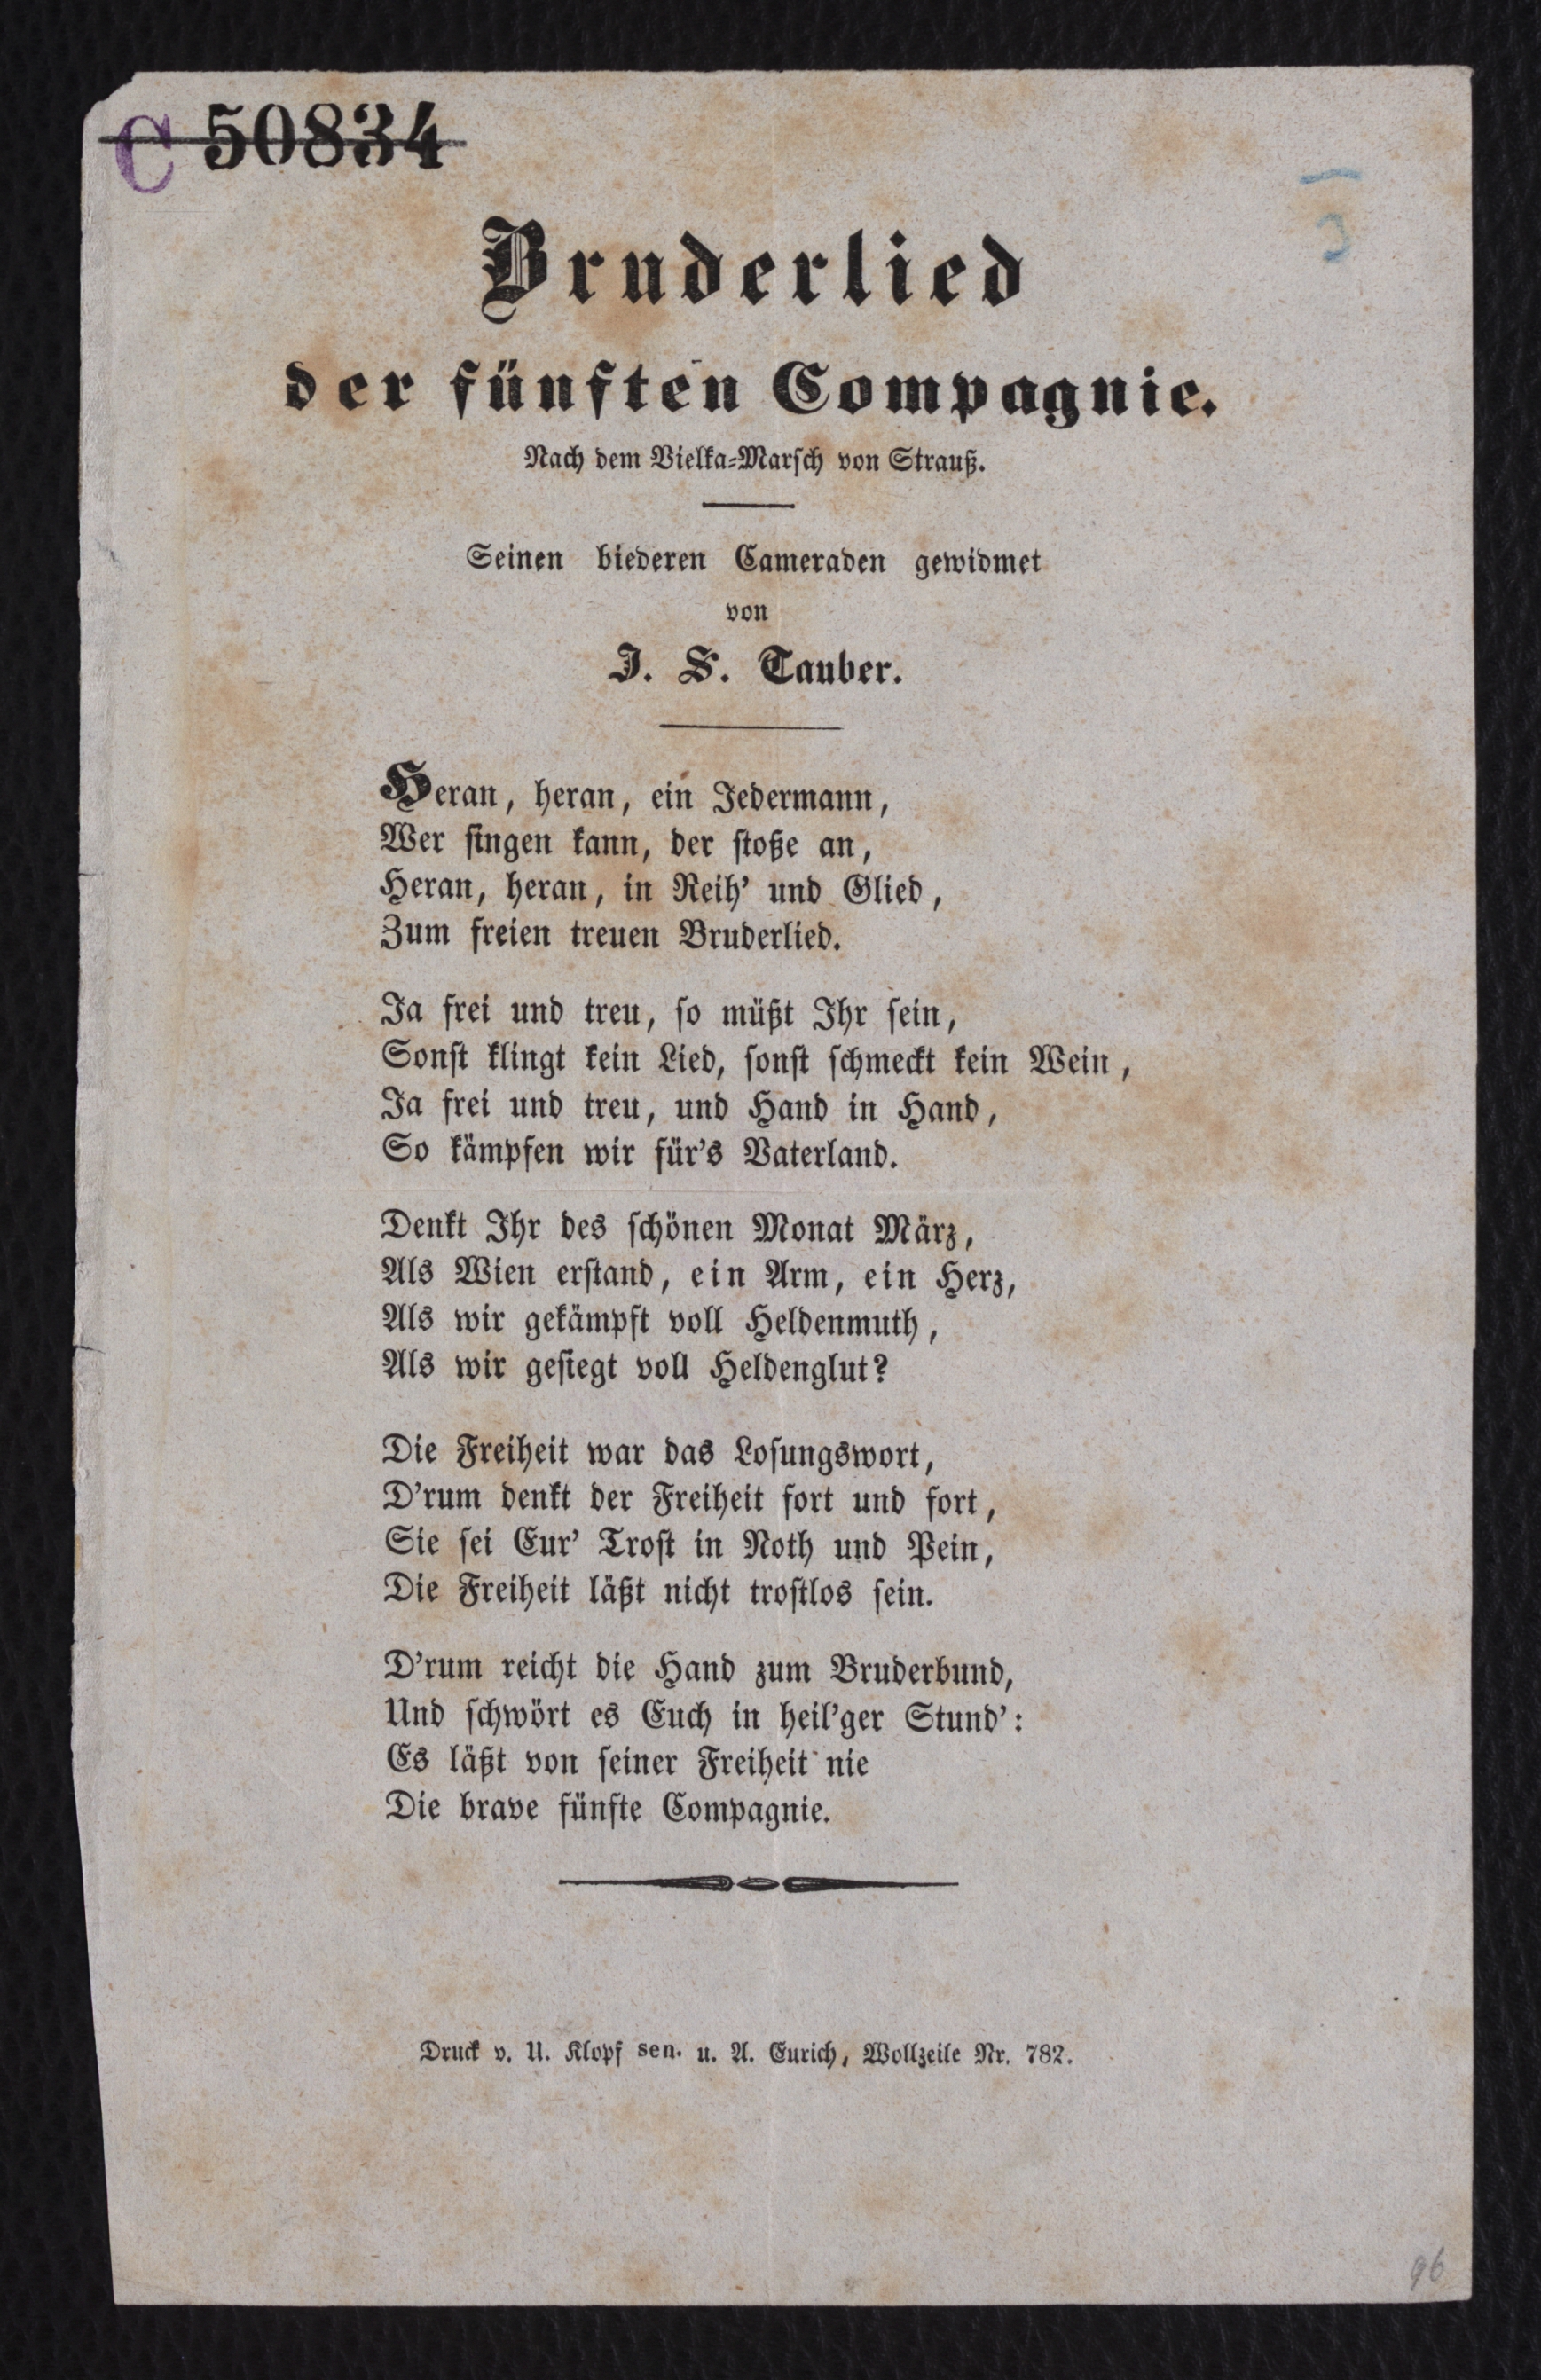 C 50834
Bruderlied
der fünften Compagnie.
Nach dem Vielka-Marsch von Strauß.
Seinen biederen Cameraden gewidmet
von
J. S. Tauber.
Heran, heran, ein Jedermann,
Wer singen kann, der stoße an,
Heran, heran, in Reih' und Glied,
Zum freien treuen Bruderlied.
Ja frei und treu, so müßt Ihr sein,
Sonst klingt kein Lied, sonst schmeckt kein Wein,
Ja frei und treu, und Hand in Hand,
So kämpfen wir für's Vaterland.
Denkt Ihr des schönen Monat März,
Als Wien erstand, ein Arm, ein Herz,
Als wir gekämpft voll Heldenmuth,
Als wir gesiegt voll Heldenglut?
Die Freiheit war das Losungswort,
D'rum denkt der Freiheit fort und fort,
Sie sei Eur' Trost in Noth und Pein,
Die Freiheit läßt nicht trostlos sein.
D'rum reicht die Hand zum Bruderbund,
Und schwört es Euch in heil'ger Stund':
Es läßt von seiner Freiheit nie
Die brave fünfte Compagnie.
Druck v. U. Klopf sen. u. A. Eurich, Wollzeile Nr. 782.
96